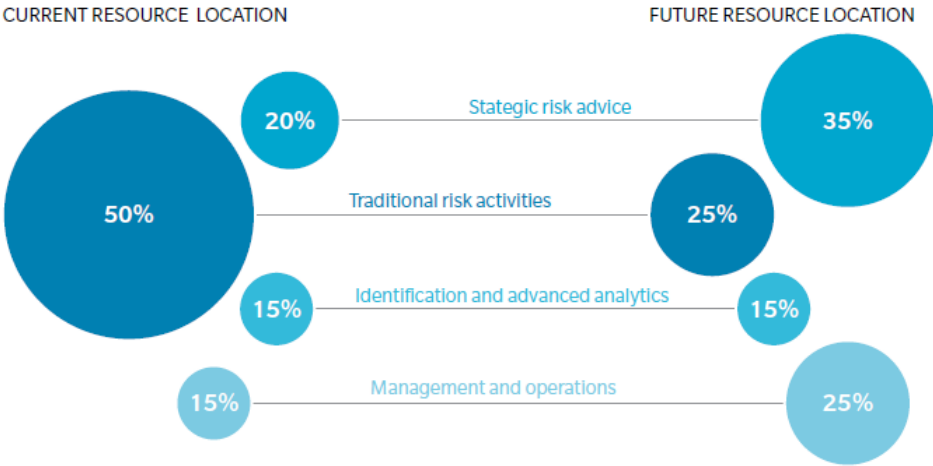 CURRENT RESOURCE LOCATION
FUTURE RESOURCE LOCATION
20%
Stategic risk advice
35%
50%
Traditional risk activities
25%
15%
Identification and advanced analytics
15%
15%
Management and operations
25%